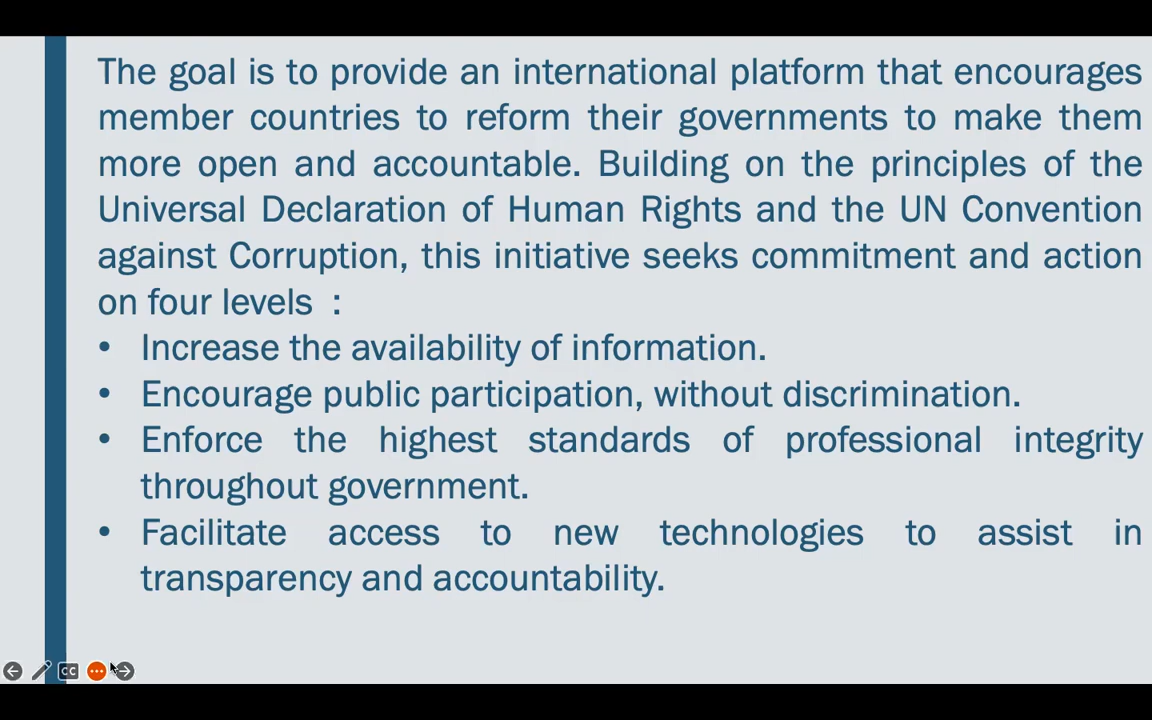 The goal is to provide an international platform that encourages
member countries to reform their governments to make them
more open and accountable. Building on the principles of the
Universal Declaration of Human Rights and the UN Convention
against Corruption, this initiative seeks commitment and action
on four levels :
• Increase the availability of information.
• Encourage public participation, without discrimination.
• Enforce the highest standards of professional integrity
throughout government.
• Facilitate access to new technologies to assist in
transparency and accountability.
CC